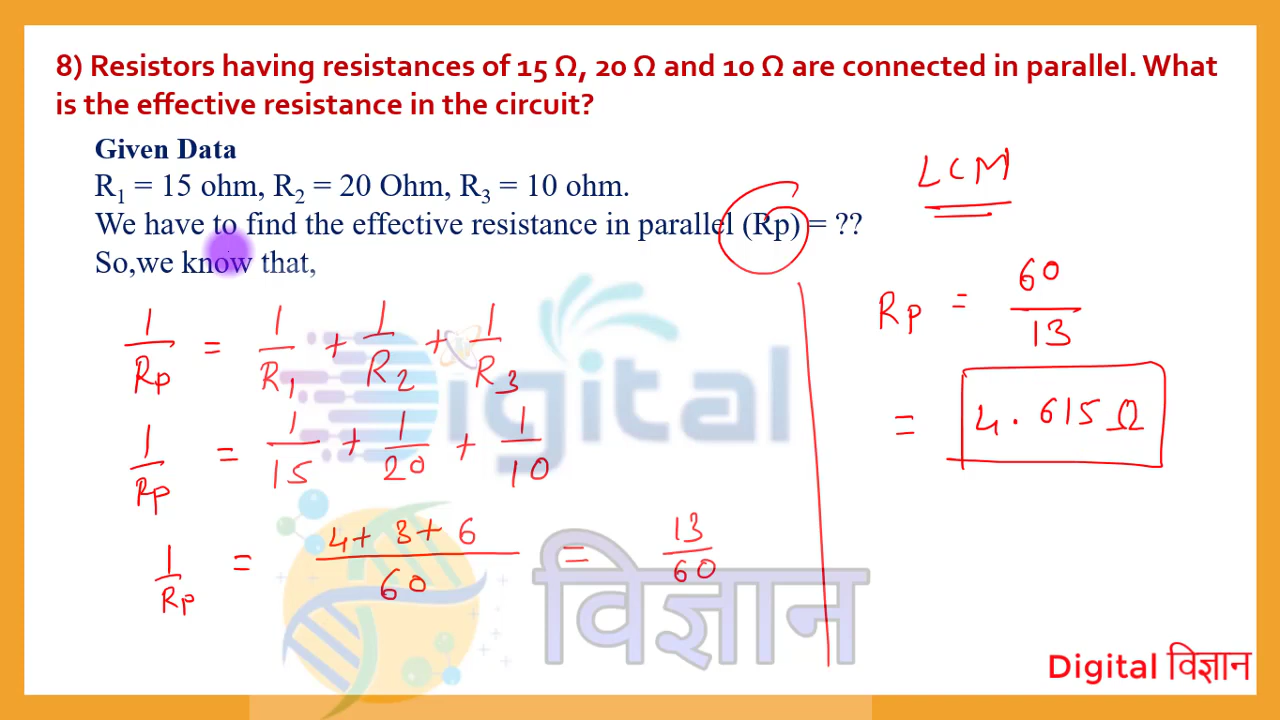 8) Resistors having resistances of 15 Ω, 20 Ω and 10 Ω are connected in parallel. What
is the effective resistance in the circuit?
Given Data
R₁ = 15 ohm, R₂ = 20 Ohm, R₃ = 10 ohm.
We have to find the effective resistance in parallel (Rp) = ??
So,we know that,
1/Rp = 1/R₁ + 1/R₂ + 1/R₃
1/Rp = 1/15 + 1/20 + 1/10
1/Rp = 4+3+6/60 = 13/60
LCM
Rp = 60/13
= 4.615 Ω
Digital
विज्ञान
Digital विज्ञान